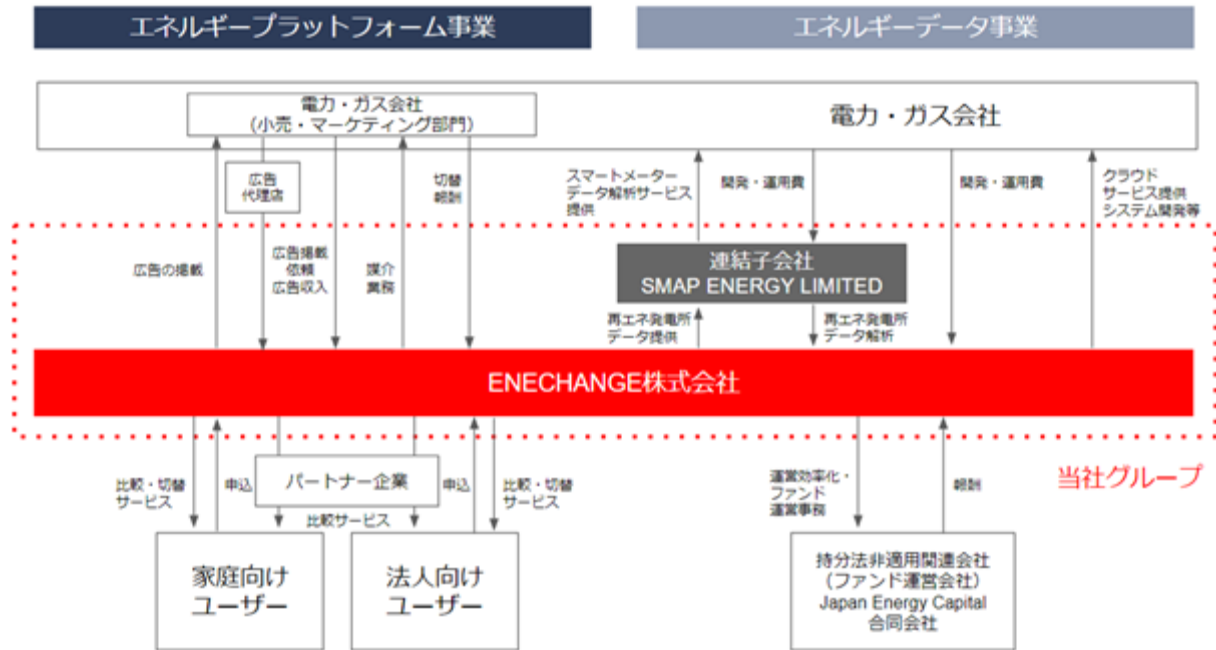 エネルギープラットフォーム事業
エネルギーデータ事業
電力・ガス会社
(小売・マーケティング部門)
電力・ガス会社
広告
代理店
切替
報酬
スマートメーター
データ解析サービス
提供
開発・運用費
開発・運用費
クラウド
サービス提供
システム開発等
広告の掲載
広告掲載
依頼
広告収入
媒介
業務
連結子会社
SMAP ENERGY LIMITED
再エネ発電所
データ提供
再エネ発電所
データ解析
ENECHANGE株式会社
当社グループ
比較・切替
サービス
申込
パートナー企業
申込
比較・切替
サービス
比較サービス
運営効率化・
ファンド
運営事務
報酬
家庭向け
ユーザー
法人向け
ユーザー
持分法非適用関連会社
(ファンド運営会社)
Japan Energy Capital
合同会社